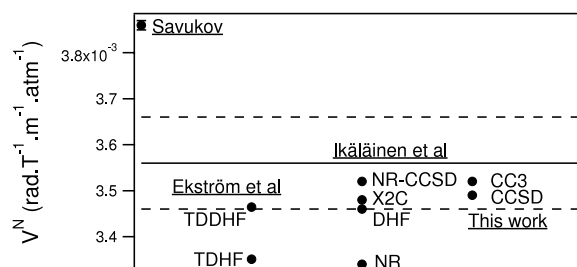 Savukov
3.8x10⁻³
3.7
3.6
3.5
3.4
Vᴺ (rad.T⁻¹.m⁻¹.atm⁻¹)
Ikäläinen et al
Ekström et al
NR-CCSD
CC3
X2C
CCSD
TDDHF
DHF
This work
TDHF
NR